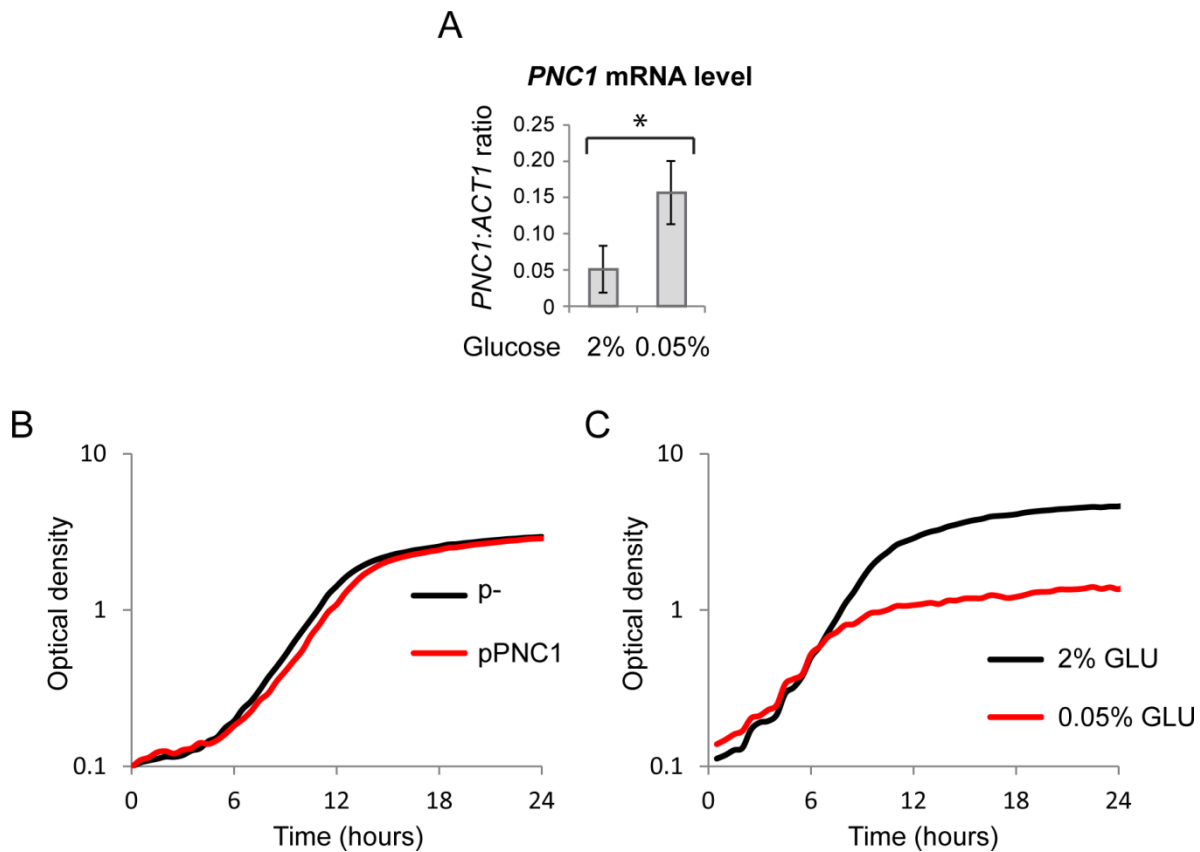 A
PNC1 mRNA level
PNC1:ACT1 ratio
0.25
0.20
0.15
0.10
0.05
0
*
Glucose 2% 0.05%
B
Optical density
10
1
0.1
p-
pPNC1
0 6 12 18 24
Time (hours)
C
Optical density
10
1
0.1
2% GLU
0.05% GLU
0 6 12 18 24
Time (hours)